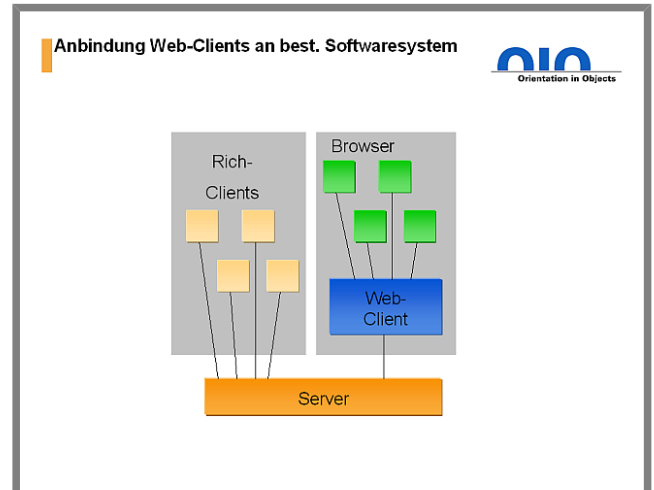 Anbindung Web-Clients an best. Softwaresystem
OIO
Orientation in Objects
Rich-
Clients
Browser
Web-
Client
Server